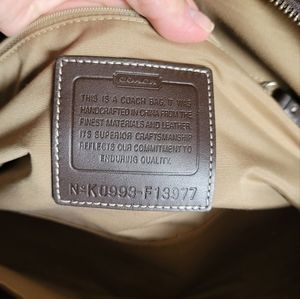 COACH
THIS IS A COACH BAG. IT WAS
HANDCRAFTED IN CHINA FROM THE
FINEST MATERIALS AND LEATHER.
ITS SUPERIOR CRAFTSMANSHIP
REFLECTS OUR COMMITMENT TO
ENDURING QUALITY.
Nº K0993-F13977